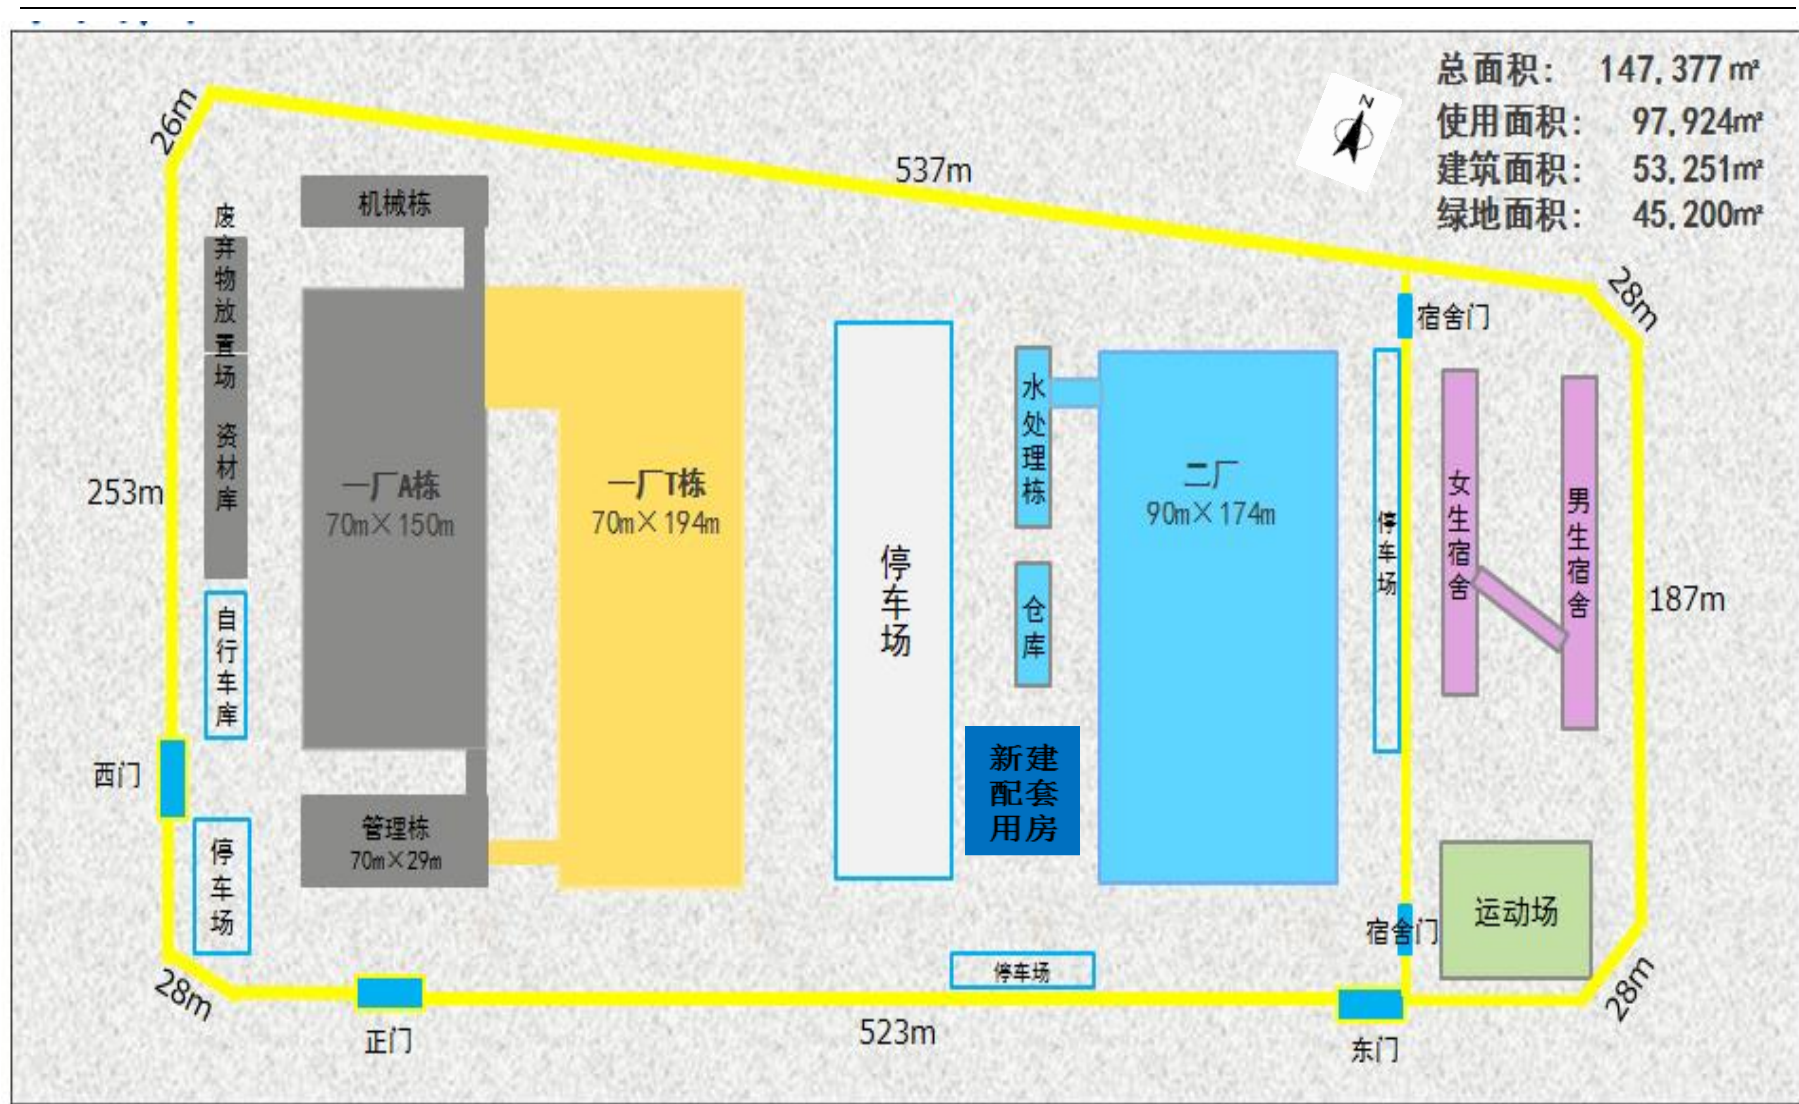 总面积： 147,377㎡
使用面积： 97,924㎡
建筑面积： 53,251㎡
绿地面积： 45,200㎡
N
26m
537m
28m
机械栋
废弃物放置场
资材库
253m
一厂A栋
70m×150m
一厂T栋
70m×194m
停车场
水处理栋
仓库
二厂
90m×174m
宿舍门
停车场
女生宿舍
男生宿舍
187m
自行车库
西门
停车场
管理栋
70m×29m
新建
配套
用房
宿舍门
运动场
停车场
28m
正门
523m
东门
28m